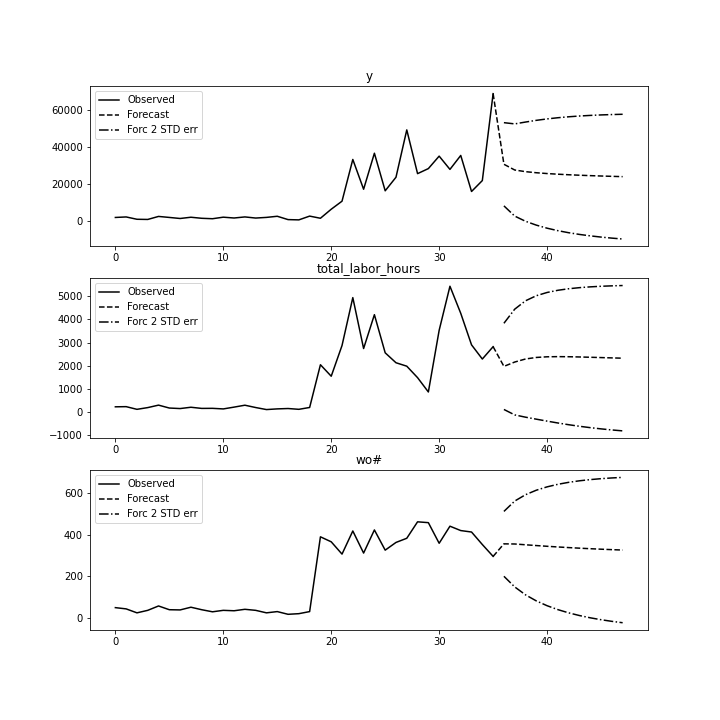 y
Observed
Forecast
Forc 2 STD err
60000
40000
20000
0
0 10 20 30 40
total_labor_hours
Observed
Forecast
Forc 2 STD err
5000
4000
3000
2000
1000
0
−1000
0 10 20 30 40
wo#
Observed
Forecast
Forc 2 STD err
600
400
200
0
0 10 20 30 40